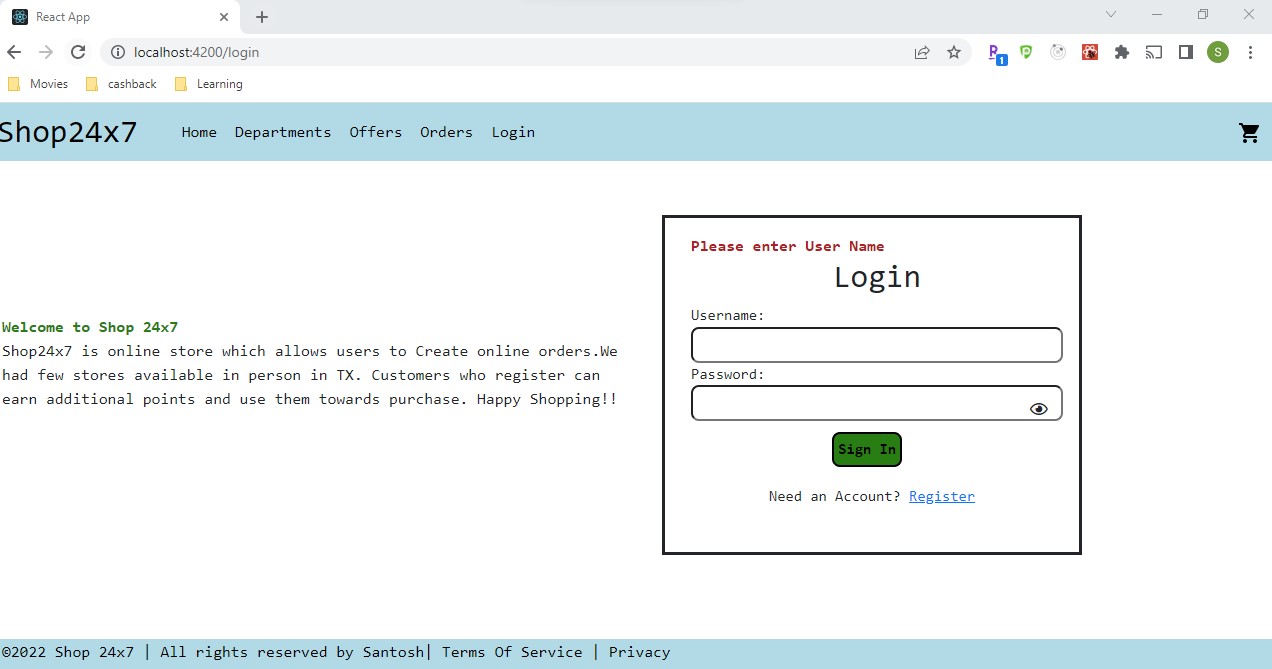 React App
localhost:4200/login
1
S
Movies cashback Learning
Shop24x7 Home Departments Offers Orders Login
Please enter User Name
Login
Username:
Password:
Sign In
Need an Account? Register
Welcome to Shop 24x7
Shop24x7 is online store which allows users to Create online orders.We
had few stores available in person in TX. Customers who register can
earn additional points and use them towards purchase. Happy Shopping!!
©2022 Shop 24x7 | All rights reserved by Santosh| Terms Of Service | Privacy